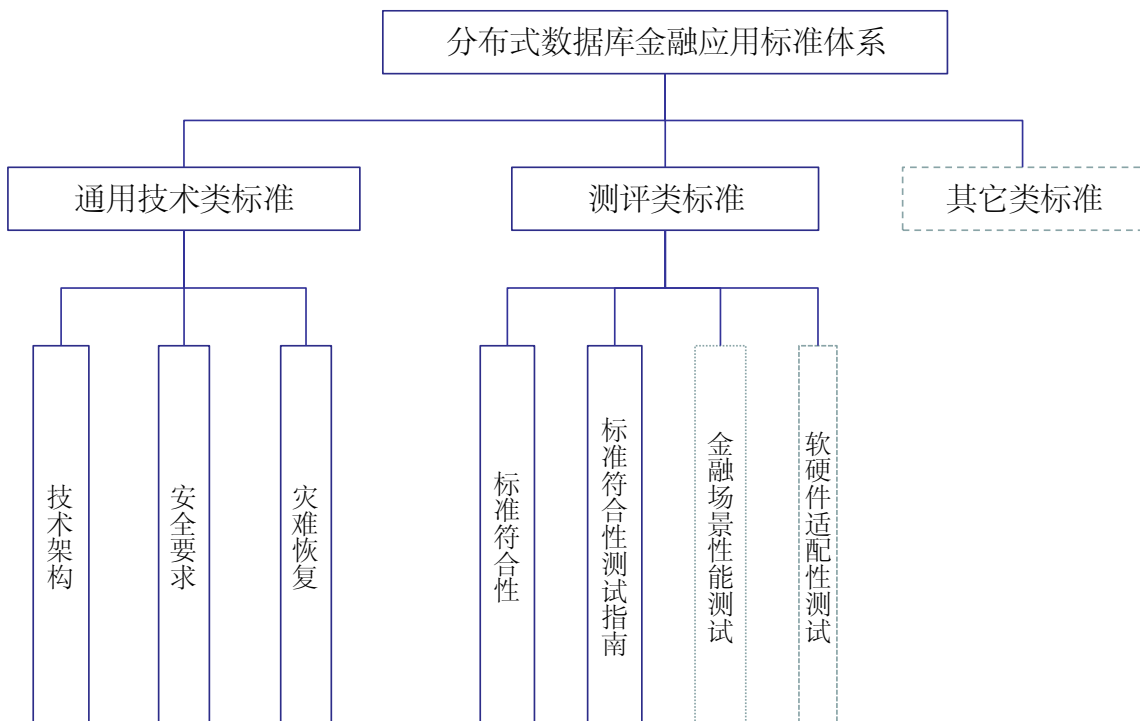 分布式数据库金融应用标准体系
通用技术类标准
测评类标准
其它类标准
技术架构
安全要求
灾难恢复
标准符合性
标准符合性测试指南
金融场景性能测试
软硬件适配性测试